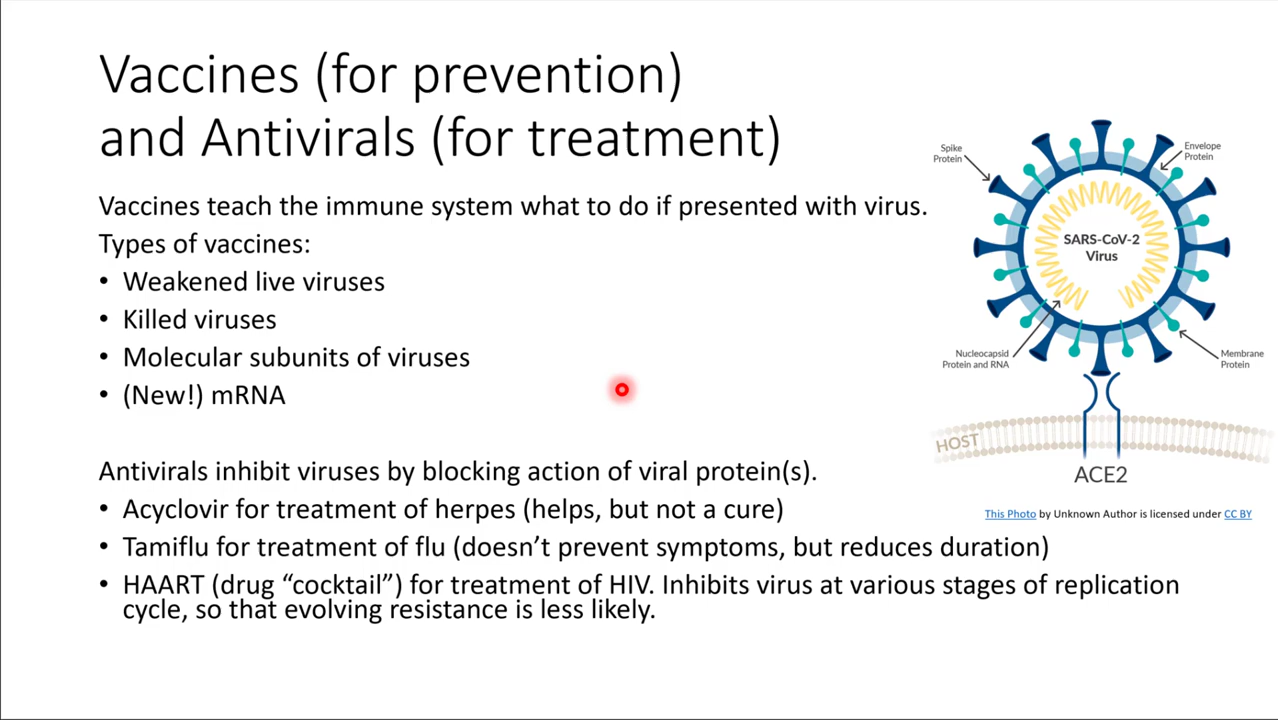 Vaccines (for prevention)
and Antivirals (for treatment)
Vaccines teach the immune system what to do if presented with virus.
Types of vaccines:
• Weakened live viruses
• Killed viruses
• Molecular subunits of viruses
• (New!) mRNA
Antivirals inhibit viruses by blocking action of viral protein(s).
• Acyclovir for treatment of herpes (helps, but not a cure)
• Tamiflu for treatment of flu (doesn’t prevent symptoms, but reduces duration)
• HAART (drug “cocktail”) for treatment of HIV. Inhibits virus at various stages of replication
cycle, so that evolving resistance is less likely.
Spike
Protein
Envelope
Protein
SARS-CoV-2
Virus
Nucleocapsid
Protein and RNA
Membrane
Protein
HOST
ACE2
This Photo by Unknown Author is licensed under CC BY